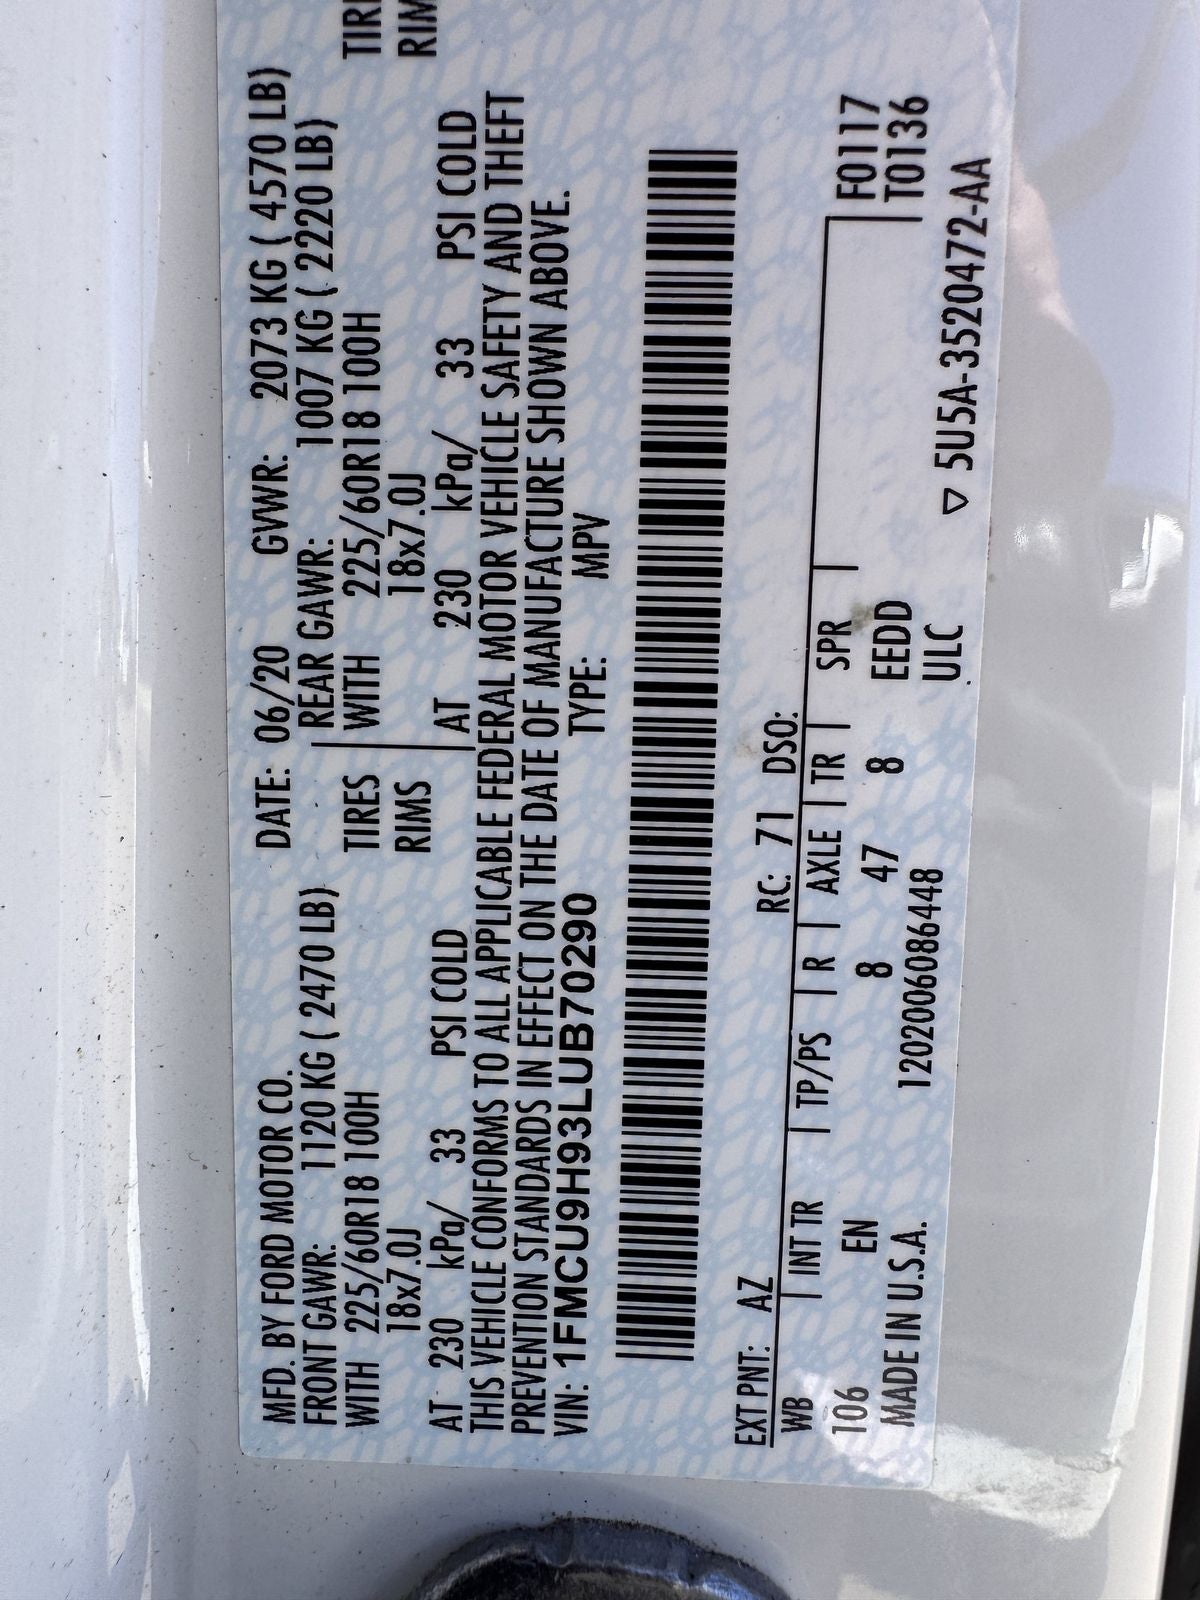 MFD. BY FORD MOTOR CO.
DATE: 06/20 GVWR: 2073 KG ( 4570 LB)
FRONT GAWR: 1120 KG ( 2470 LB)
REAR GAWR: 1007 KG ( 2220 LB)
WITH 225/60R18 100H
TIRES
WITH 225/60R18 100H
18x7.0J
RIMS
18x7.0J
AT 230 kPa/ 33 PSI COLD
AT 230 kPa/ 33 PSI COLD
THIS VEHICLE CONFORMS TO ALL APPLICABLE FEDERAL MOTOR VEHICLE SAFETY AND THEFT
PREVENTION STANDARDS IN EFFECT ON THE DATE OF MANUFACTURE SHOWN ABOVE.
VIN: 1FMCU9H93LUB70290
TYPE: MPV
EXT PNT: AZ RC: 71 DSO:
WB INT TR TP/PS R AXLE TR SPR
F0117
T0136
106 EN 8 47 8 EEDD
MADE IN U.S.A. 1202006086448 ULC
▽ 5U5A-3520472-AA